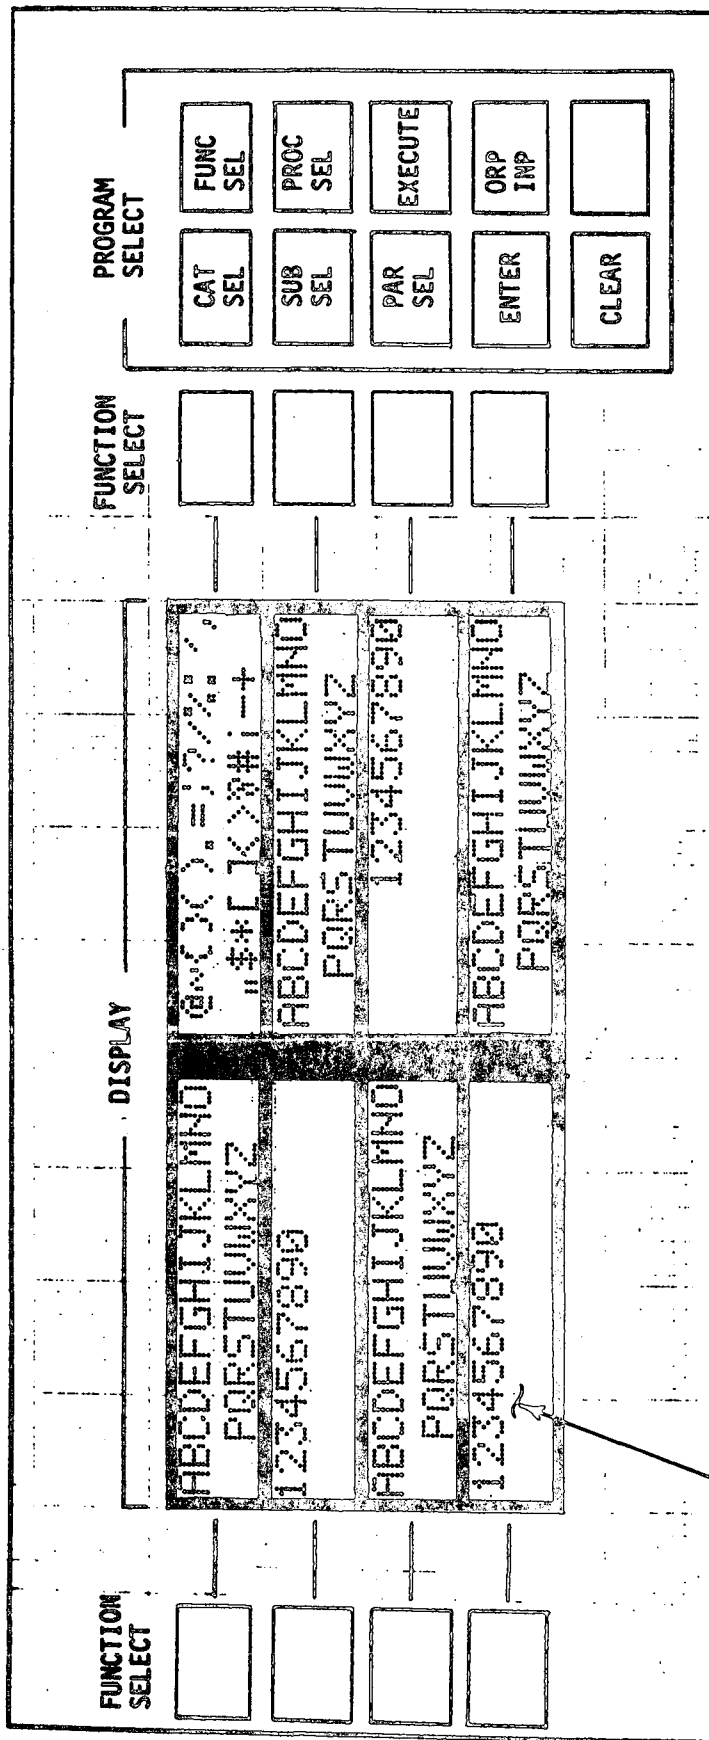 FUNCTION
SELECT
DISPLAY
FUNCTION
SELECT
PROGRAM
SELECT
ABCDEFGHIJKLMNO
PQRSTUVWXYZ
1234567890
ABCDEFGHIJKLMNO
PQRSTUVWXYZ
1234567890
@~()().=;?/%:','
"$*[]<>#¦-+
ABCDEFGHIJKLMNO
PQRSTUVWXYZ
1234567890
ABCDEFGHIJKLMNO
PQRSTUVWXYZ
CAT
SEL
FUNC
SEL
SUB
SEL
PROC
SEL
PAR
SEL
EXECUTE
ENTER
ORP
INP
CLEAR